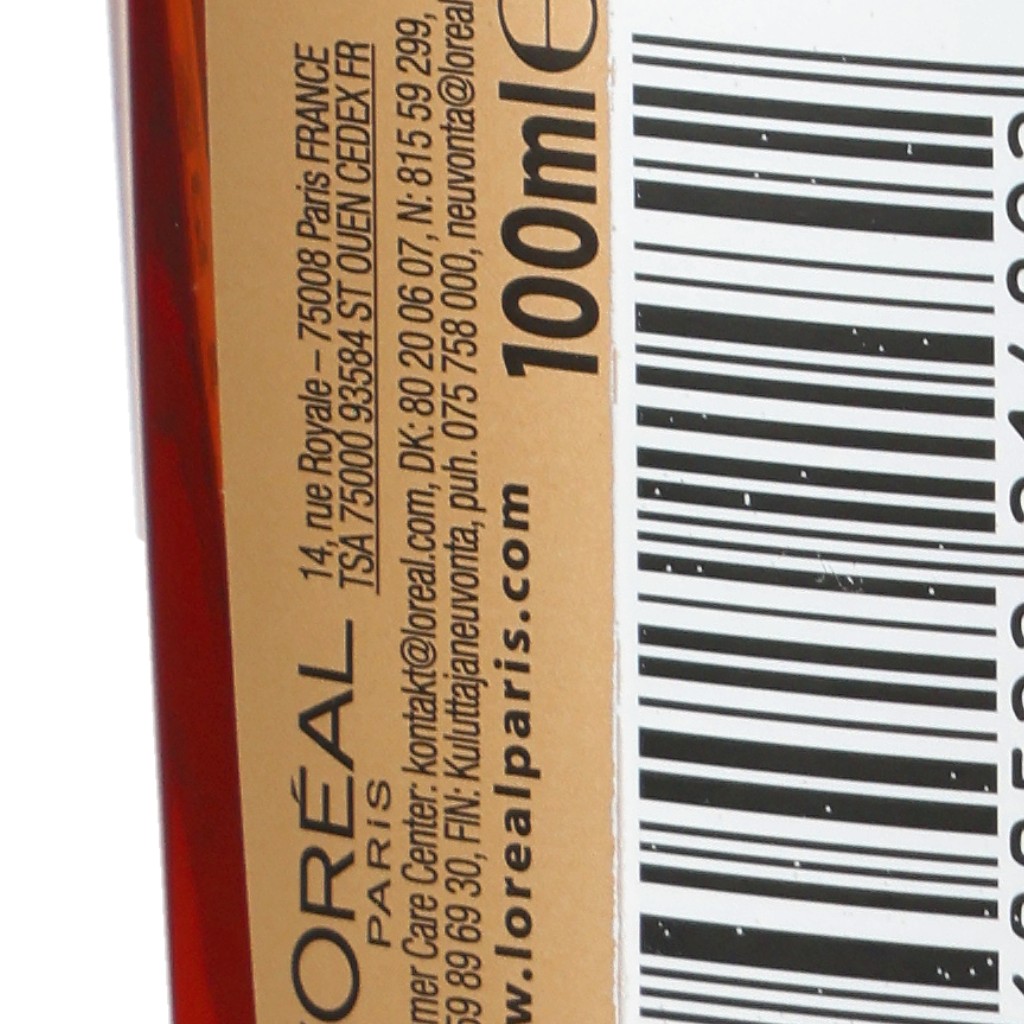 ORÉAL
PARIS
14, rue Royale – 75008 Paris FRANCE
TSA 75000 93584 ST OUEN CEDEX FR
Care Center: kontakt@loreal.com, DK: 80 20 06 07, N: 815 59 299,
59 89 69 30, FIN: Kuluttajaneuvonta, puh. 075 758 000, neuvonta@loreal
w.lorealparis.com 100ml e